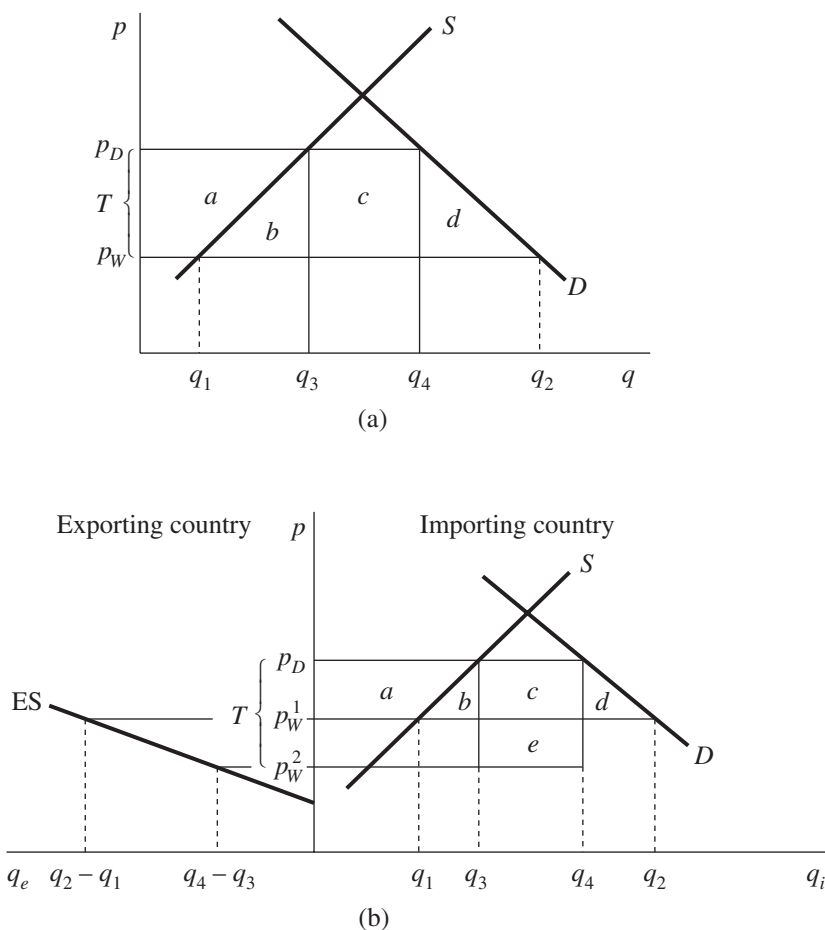 p
S
p_D
a
c
T
b
d
p_W
D
q_1 q_3 q_4 q_2 q
(a)
Exporting country p Importing country
S
p_D
ES
a b c d
T
p_W^1
e
D
p_W^2
q_e q_2 – q_1 q_4 – q_3 q_1 q_3 q_4 q_2 q_i
(b)